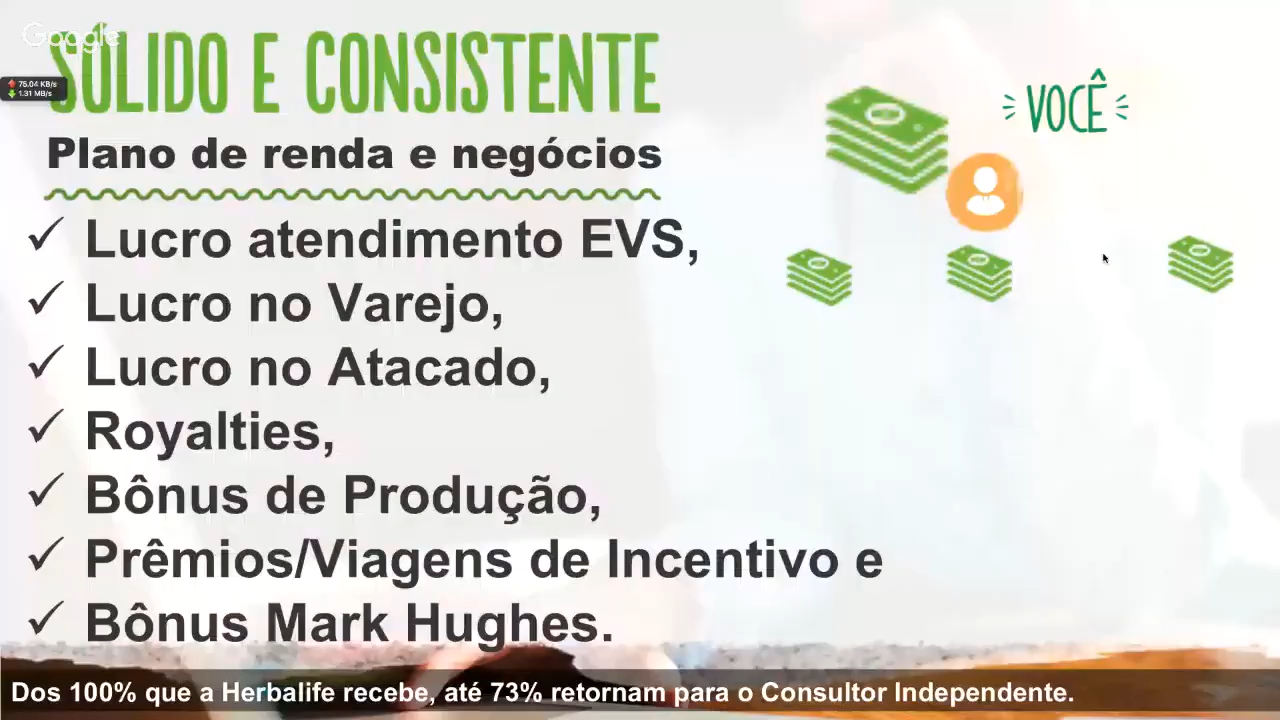 Google
SÓLIDO E CONSISTENTE
75.04 KB/s
1.31 MB/s
Plano de renda e negócios
VOCÊ
✓ Lucro atendimento EVS,
✓ Lucro no Varejo,
✓ Lucro no Atacado,
✓ Royalties,
✓ Bônus de Produção,
✓ Prêmios/Viagens de Incentivo e
✓ Bônus Mark Hughes.
Dos 100% que a Herbalife recebe, até 73% retornam para o Consultor Independente.